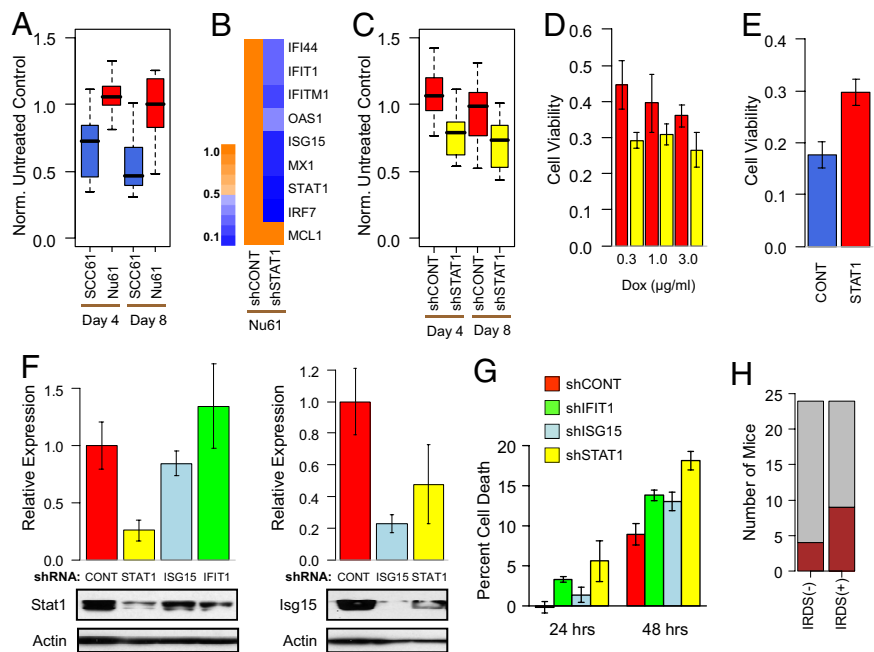 A
Norm. Untreated Control
1.5
1.0
0.5
0.0
SCC61
Nu61
SCC61
Nu61
Day 4
Day 8
B
1.0
0.5
0.1
IFI44
IFIT1
IFITM1
OAS1
ISG15
MX1
STAT1
IRF7
MCL1
shCONT
shSTAT1
Nu61
C
Norm. Untreated Control
1.5
1.0
0.5
0.0
shCONT
shSTAT1
shCONT
shSTAT1
Day 4
Day 8
D
Cell Viability
0.6
0.5
0.4
0.3
0.2
0.1
0.0
0.3 1.0 3.0
Dox (µg/ml)
E
Cell Viability
0.4
0.3
0.2
0.1
0.0
CONT
STAT1
F
Relative Expression
1.5
1.0
0.5
0.0
shRNA: CONT STAT1 ISG15 IFIT1
Stat1
Actin
Relative Expression
1.2
1.0
0.8
0.6
0.4
0.2
0.0
shRNA: CONT ISG15 STAT1
Isg15
Actin
G
shCONT
shIFIT1
shISG15
shSTAT1
Percent Cell Death
20
15
10
5
0
24 hrs
48 hrs
H
Number of Mice
25
20
15
10
5
0
IRDS(-)
IRDS(+)